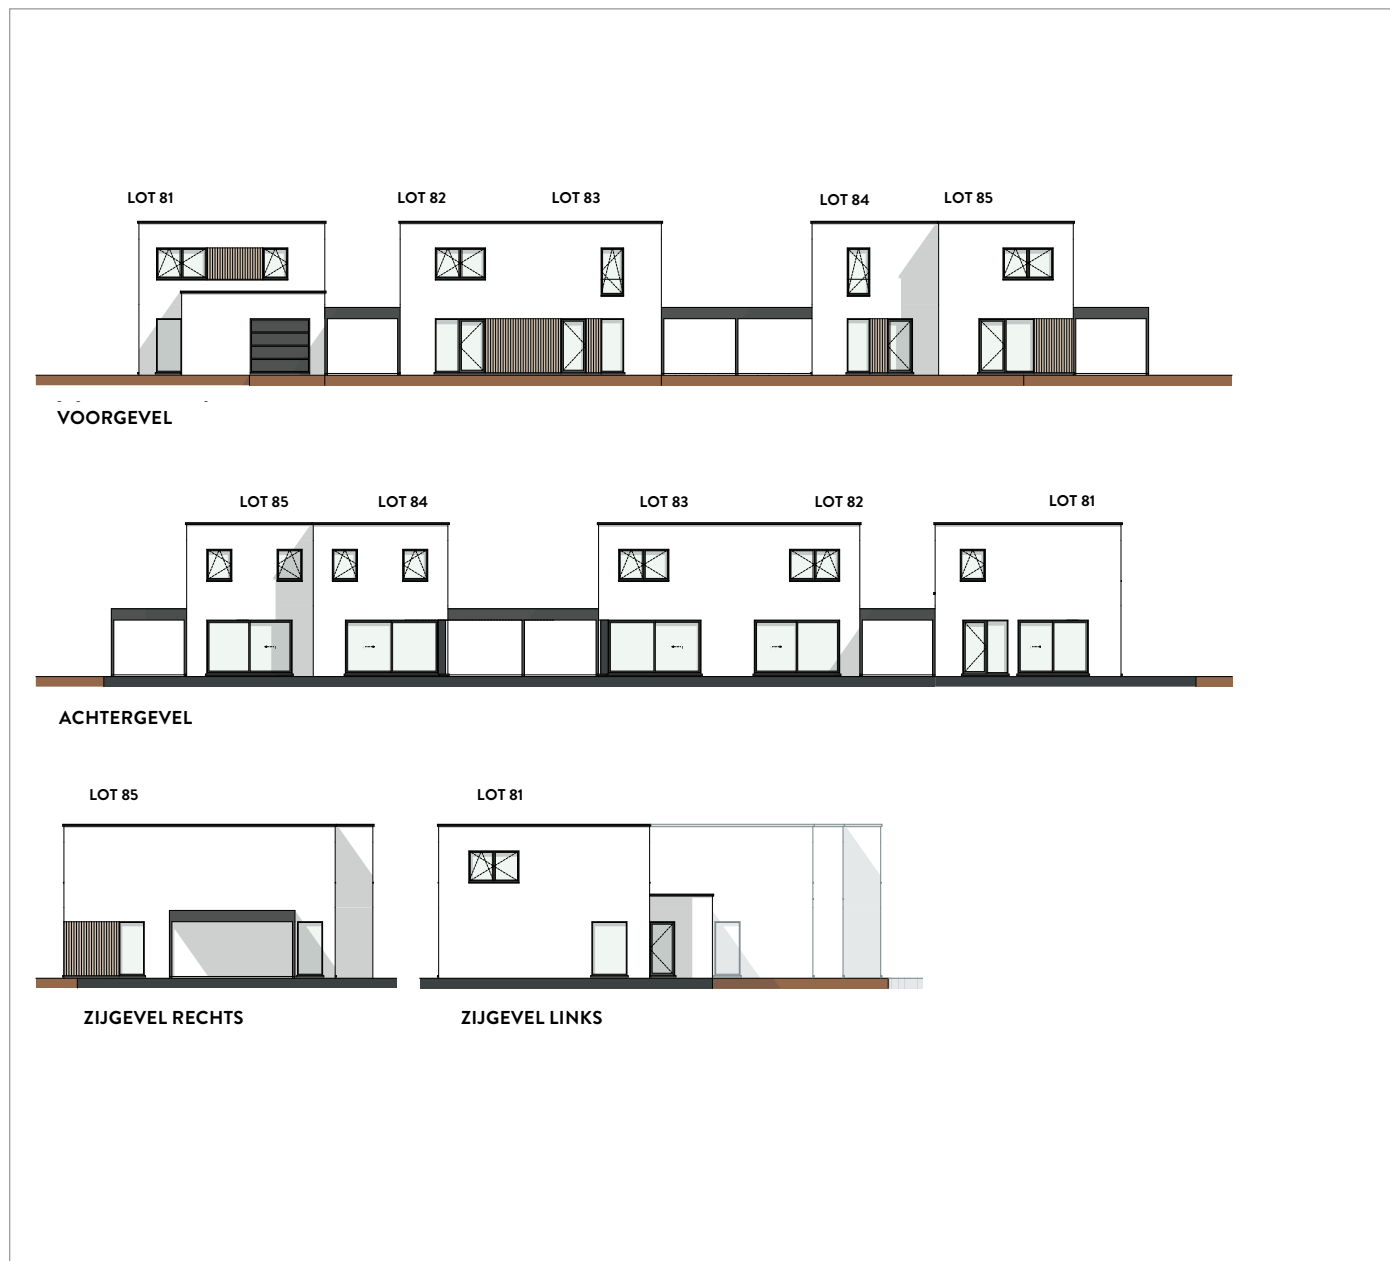 LOT 81 LOT 82 LOT 83 LOT 84 LOT 85
VOORGEVEL
LOT 85 LOT 84 LOT 83 LOT 82 LOT 81
ACHTERGEVEL
LOT 85 LOT 81
ZIJGEVEL RECHTS ZIJGEVEL LINKS